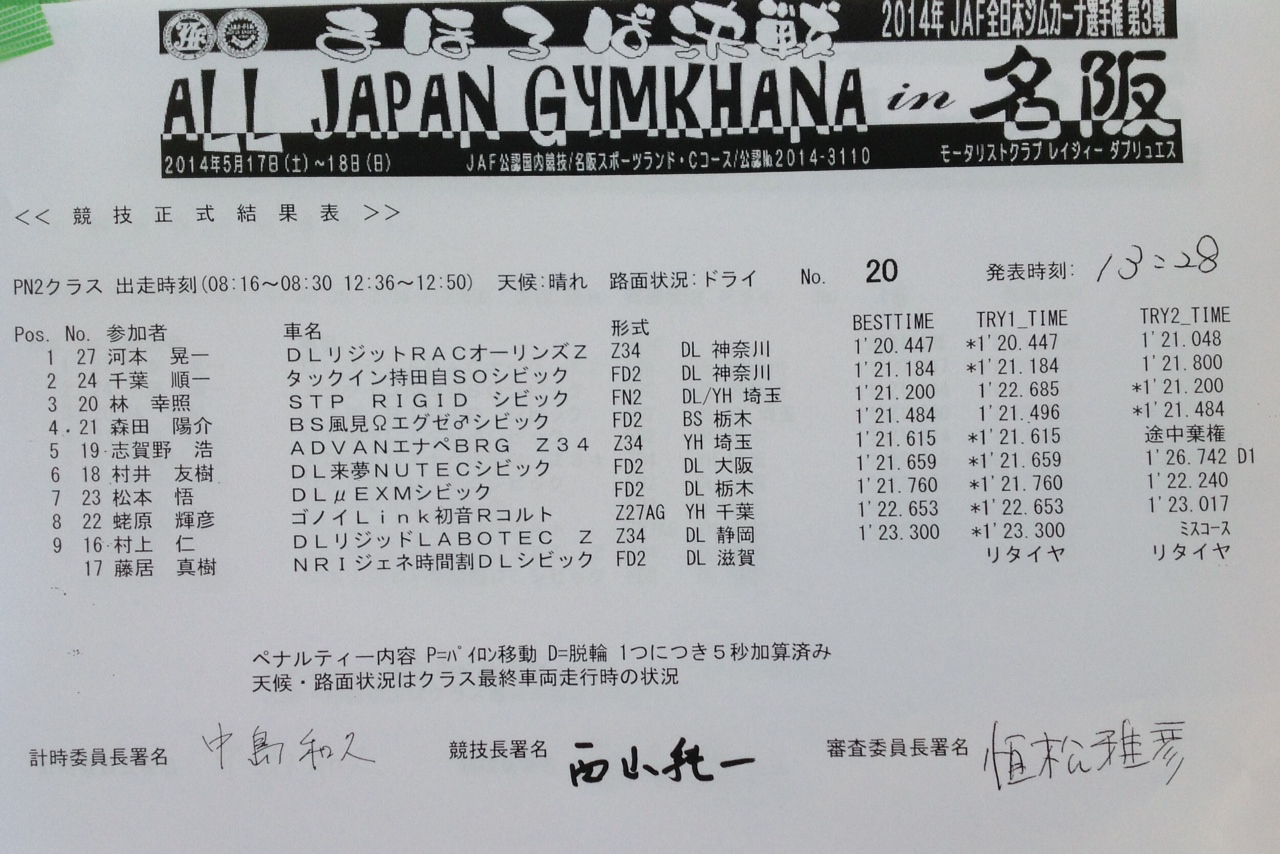 まほろば決戦 2014年 JAF全日本ジムカーナ選手権 第3戦
ALL JAPAN GYMKHANA in 名阪
2014年5月17日(土)~18日(日) JAF公認国内競技/名阪スポーツランド・Cコース/公認№2014-3110 モータリストクラブ レイジィー ダブリュエス
<< 競技正式結果表 >>
PN2クラス 出走時刻(08:16~08:30 12:36~12:50) 天候:晴れ 路面状況:ドライ No. 20 発表時刻: 13:28
Pos. No. 参加者 車名 形式 BESTTIME TRY1_TIME TRY2_TIME
1 27 河本 晃一 DLリジットRACオーリンズZ Z34 DL 神奈川 1'20.447 *1'20.447 1'21.048
2 24 千葉 順一 タックイン持田自SOシビック FD2 DL 神奈川 1'21.184 *1'21.184 1'21.800
3 20 林 幸照 STP RIGID シビック FN2 DL/YH 埼玉 1'21.200 1'22.685 *1'21.200
4 21 森田 陽介 BS風見Ωエグゼ♂シビック FD2 BS 栃木 1'21.484 1'21.496 *1'21.484
5 19 志賀野 浩 ADVANエナペBRG Z34 Z34 YH 埼玉 1'21.615 *1'21.615 途中棄権
6 18 村井 友樹 DL来夢NUTECシビック FD2 DL 大阪 1'21.659 *1'21.659 1'26.742 D1
7 23 松本 悟 DLμEXMシビック FD2 DL 栃木 1'21.760 *1'21.760 1'22.240
8 22 蛯原 輝彦 ゴノイLink初音Rコルト Z27AG YH 千葉 1'22.653 *1'22.653 1'23.017
9 16 村上 仁 DLリジッドLABOTEC Z Z34 DL 静岡 1'23.300 *1'23.300 ミスコース
17 藤居 真樹 NRIジェネ時間割DLシビック FD2 DL 滋賀 リタイヤ リタイヤ
ペナルティー内容 P=パイロン移動 D=脱輪 1つにつき5秒加算済み
天候・路面状況はクラス最終車両走行時の状況
計時委員長署名 中島和久 競技長署名 西山純一 審査委員長署名 植松雅彦